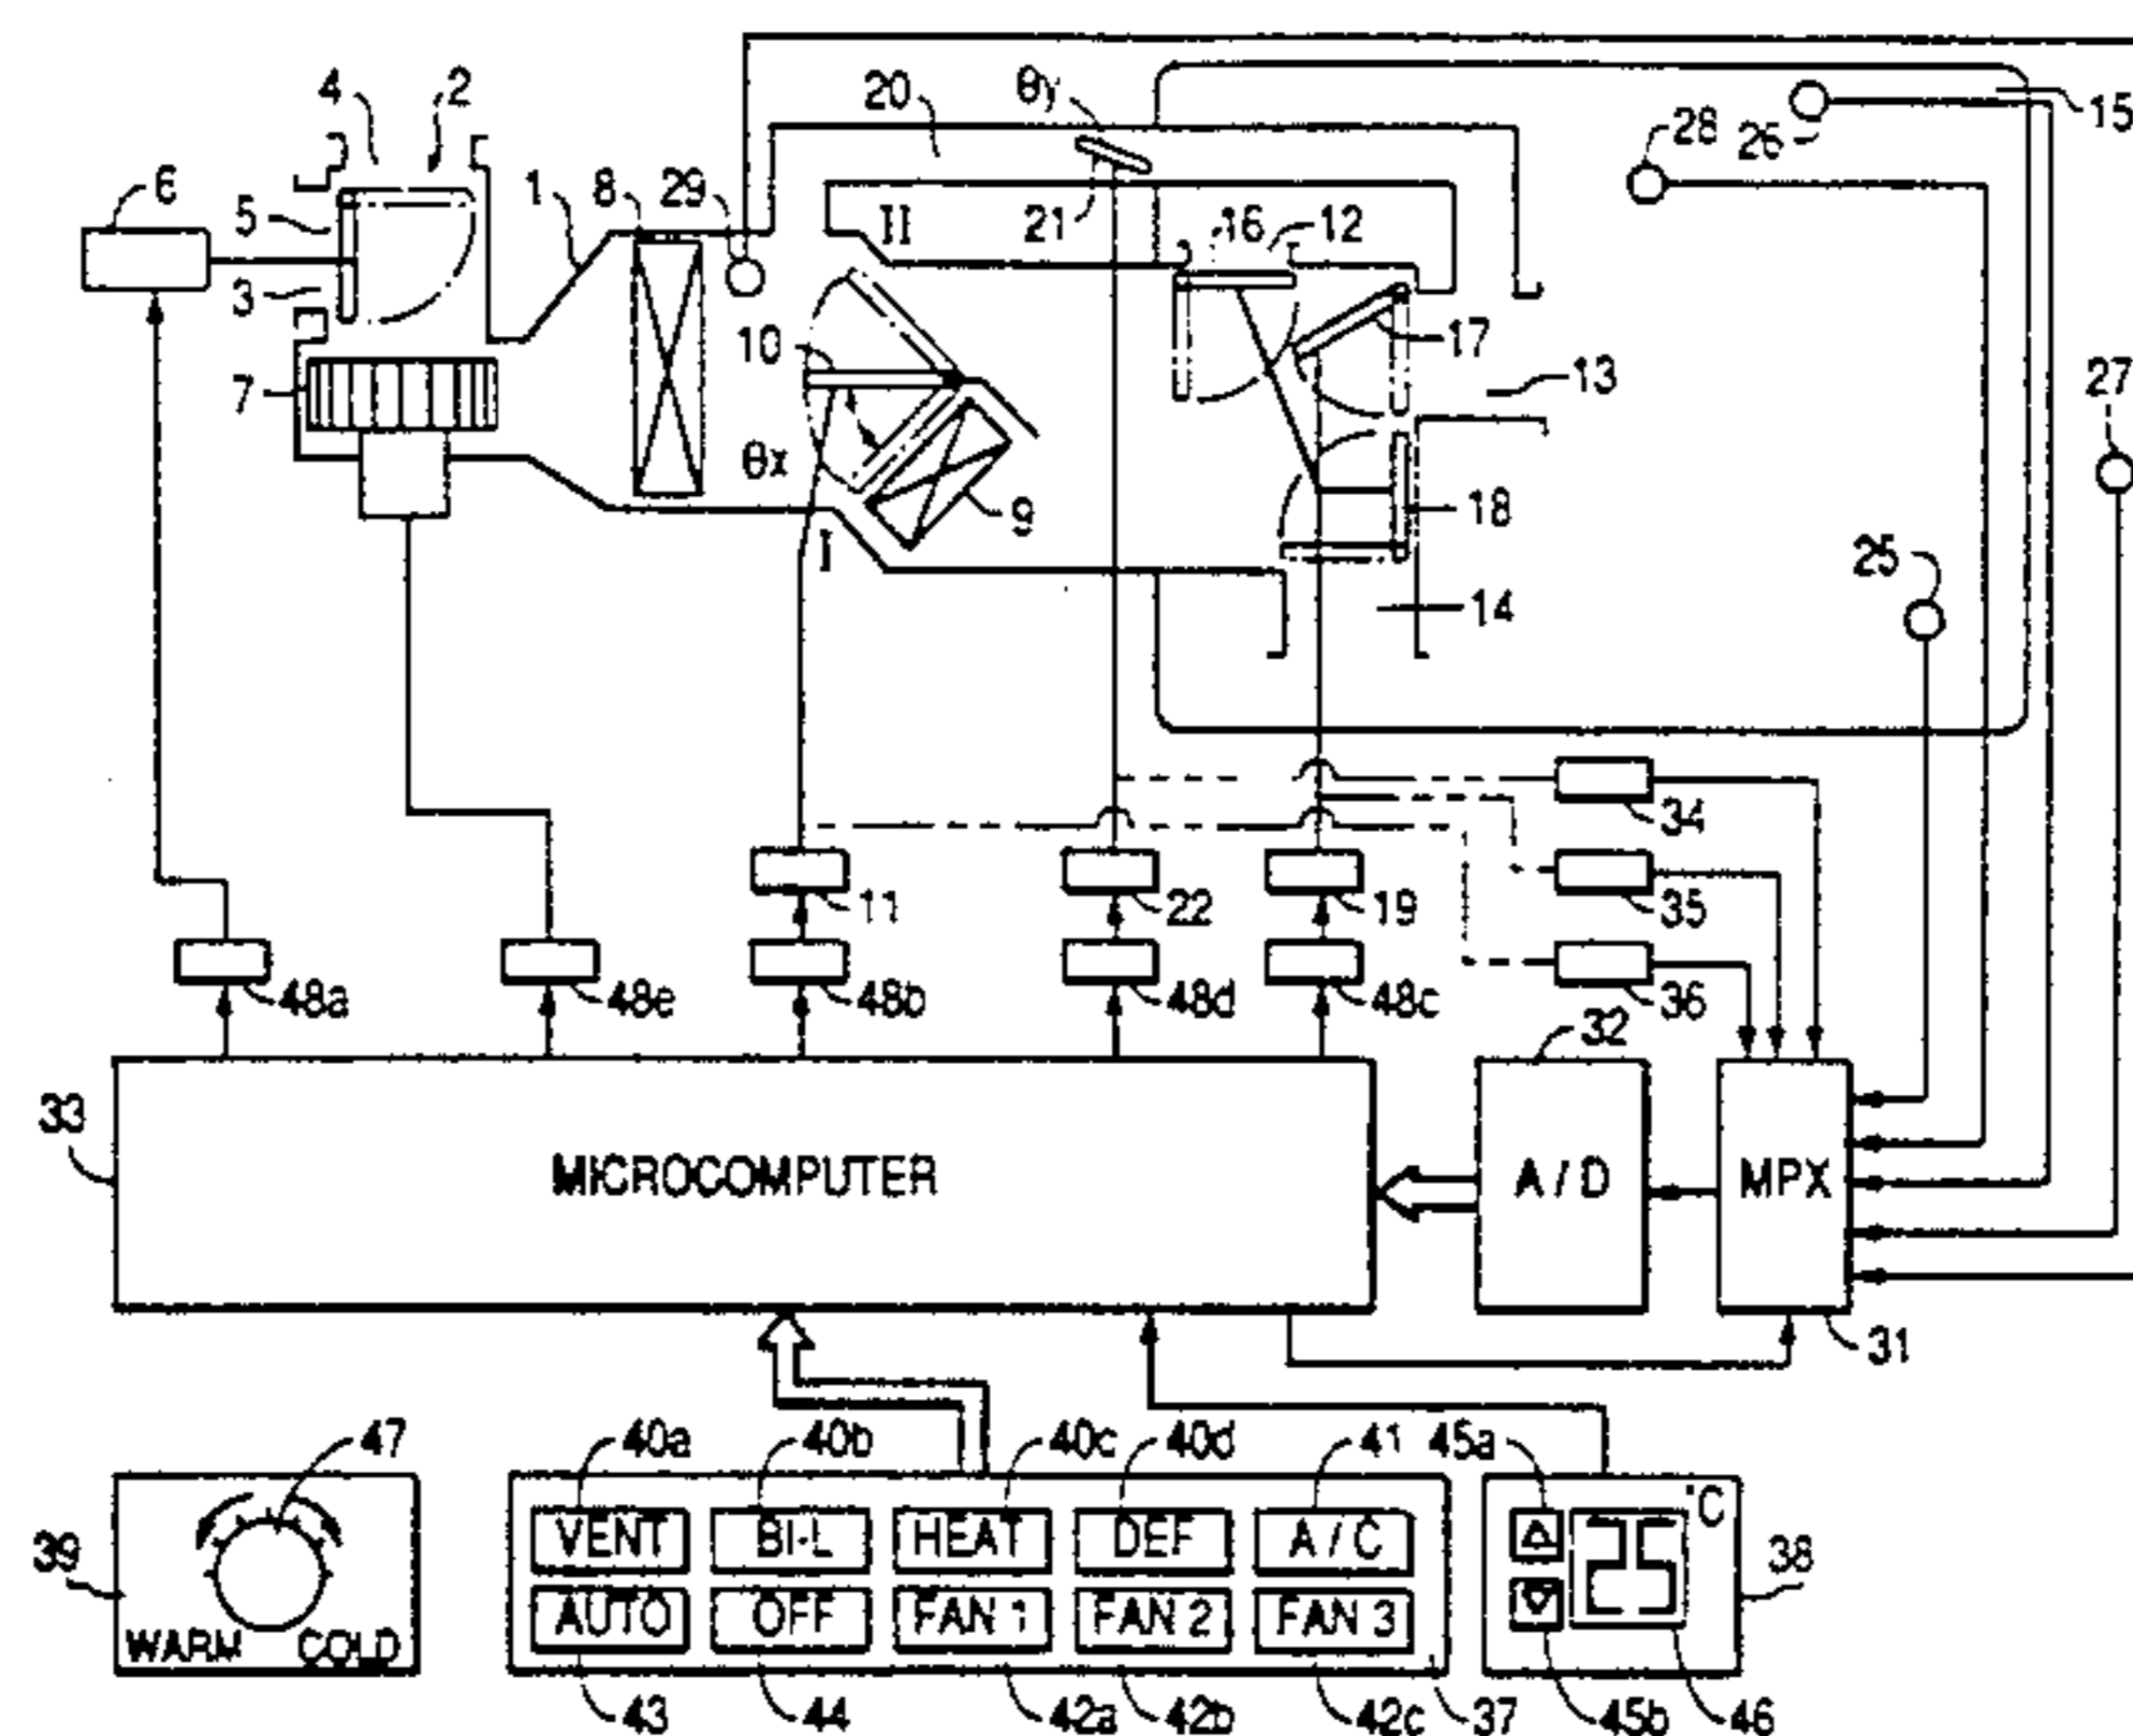 4 2 20 θy 15
6 1 8 29 28 26
5 II 21 16 12
3
10 17
7 13 27
θx
9 18
I 25
14
34
11 22 19 35
48a 48e 48b 48d 48c 36
32
33
MICROCOMPUTER A/D MPX
31
47 40a 40b 40c 40d 41 45a
°C
VENT BI-L HEAT DEF A/C
39 38
AUTO OFF FAN 1 FAN 2 FAN 3
WARM COLD
43 44 42a 42b 42c 37 45b 46